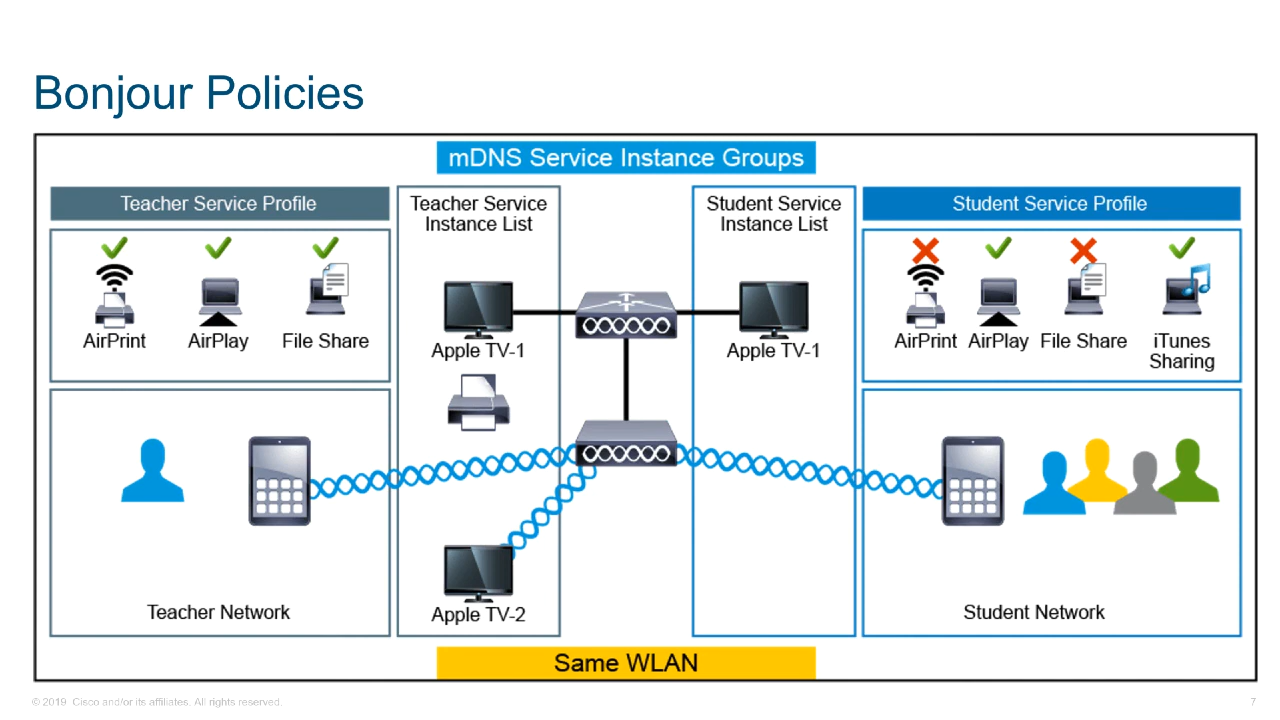 Bonjour Policies
mDNS Service Instance Groups
Teacher Service Profile
AirPrint
AirPlay
File Share
Teacher Network
Teacher Service
Instance List
Apple TV-1
Apple TV-2
Student Service
Instance List
Apple TV-1
Student Service Profile
AirPrint
AirPlay
File Share
iTunes
Sharing
Student Network
Same WLAN
© 2019 Cisco and/or its affiliates, All rights reserved.
7